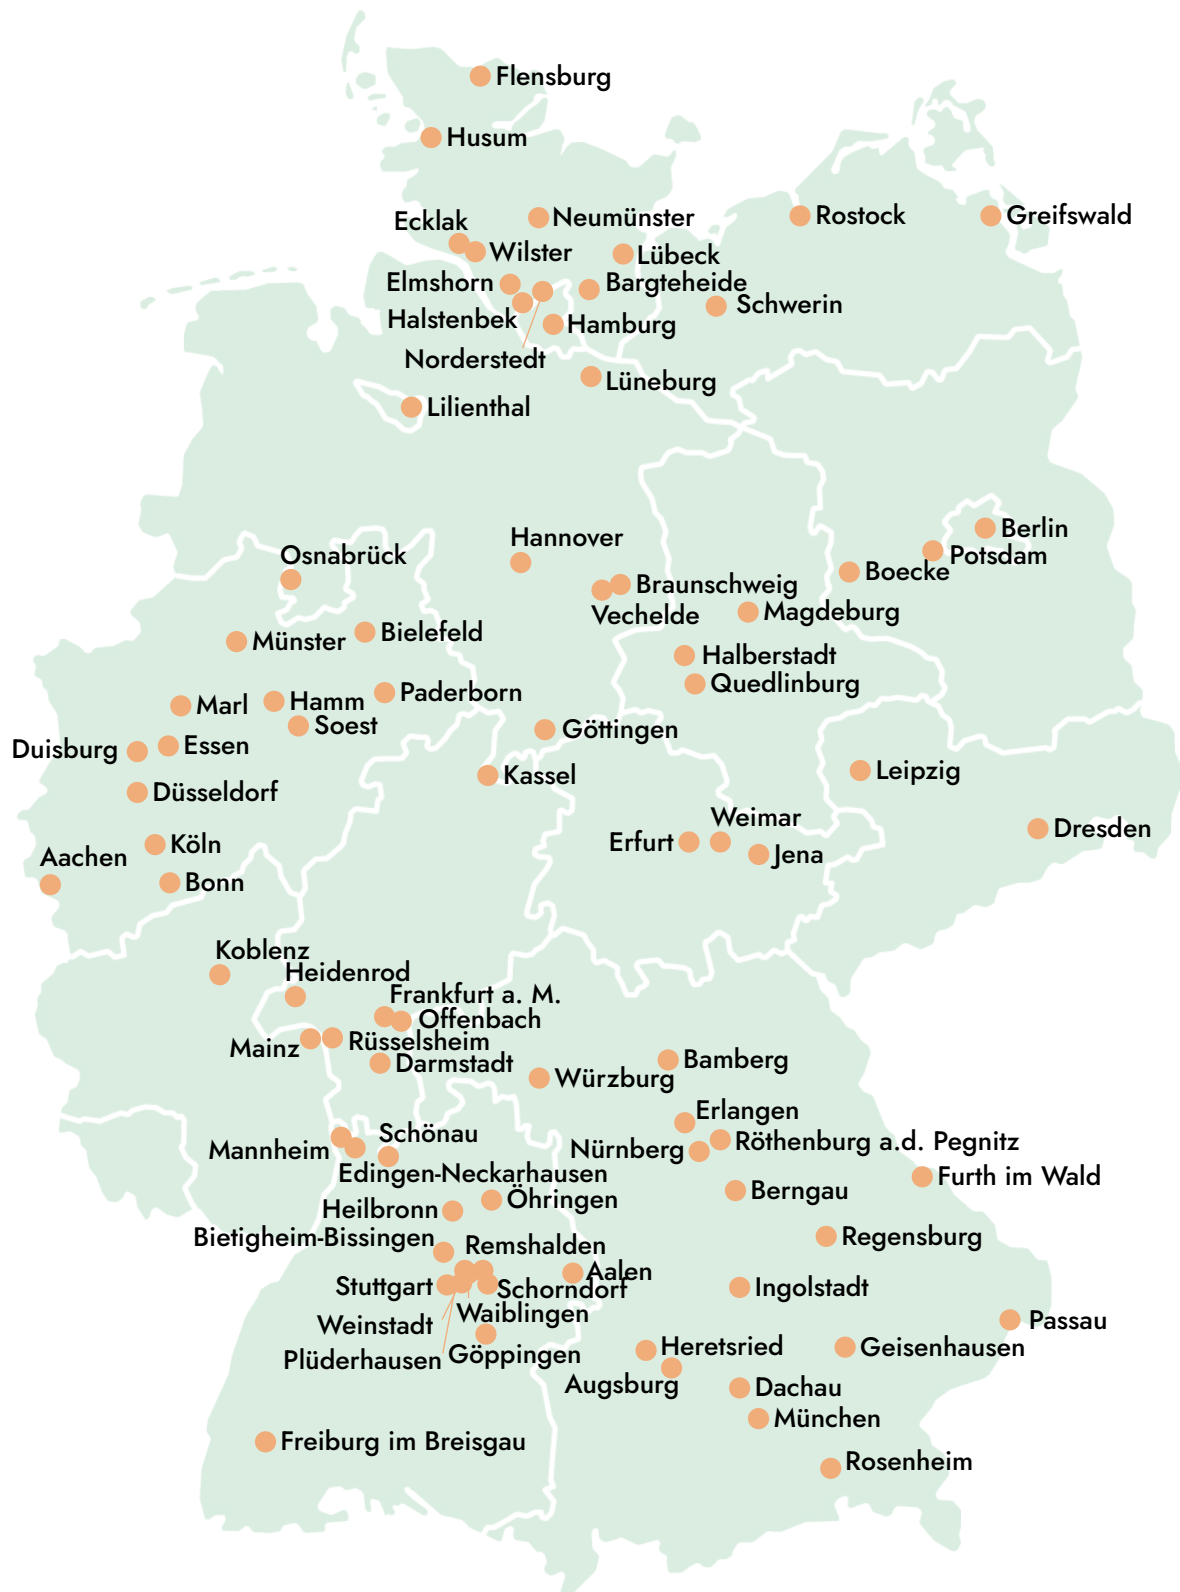 Flensburg
Husum
Neumünster
Rostock
Greifswald
Ecklak
Wilster
Lübeck
Elmshorn
Bargteheide
Schwerin
Halstenbek
Hamburg
Norderstedt
Lüneburg
Lilienthal
Berlin
Hannover
Potsdam
Osnabrück
Boecke
Braunschweig
Vechelde
Magdeburg
Bielefeld
Münster
Halberstadt
Quedlinburg
Paderborn
Hamm
Marl
Soest
Göttingen
Duisburg
Essen
Kassel
Leipzig
Düsseldorf
Weimar
Dresden
Erfurt
Köln
Jena
Aachen
Bonn
Koblenz
Heidenrod
Frankfurt a. M.
Offenbach
Rüsselsheim
Mainz
Darmstadt
Bamberg
Würzburg
Erlangen
Schönau
Röthenburg a.d. Pegnitz
Mannheim
Nürnberg
Edingen-Neckarhausen
Furth im Wald
Berngau
Öhringen
Heilbronn
Bietigheim-Bissingen
Regensburg
Remshalden
Aalen
Stuttgart
Schorndorf
Ingolstadt
Waiblingen
Weinstadt
Passau
Plüderhausen
Göppingen
Heretsried
Geisenhausen
Augsburg
Dachau
München
Freiburg im Breisgau
Rosenheim